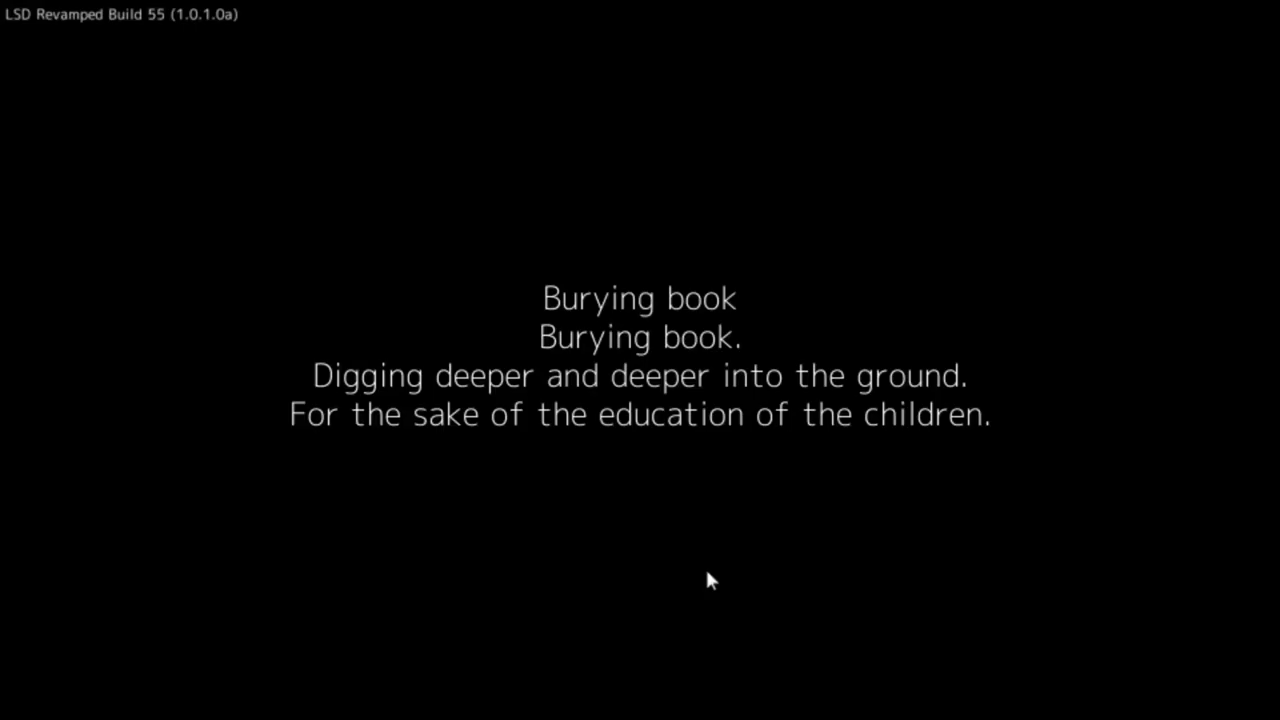 LSD Revamped Build 55 (1.0.1.0a)
Burying book
Burying book.
Digging deeper and deeper into the ground.
For the sake of the education of the children.